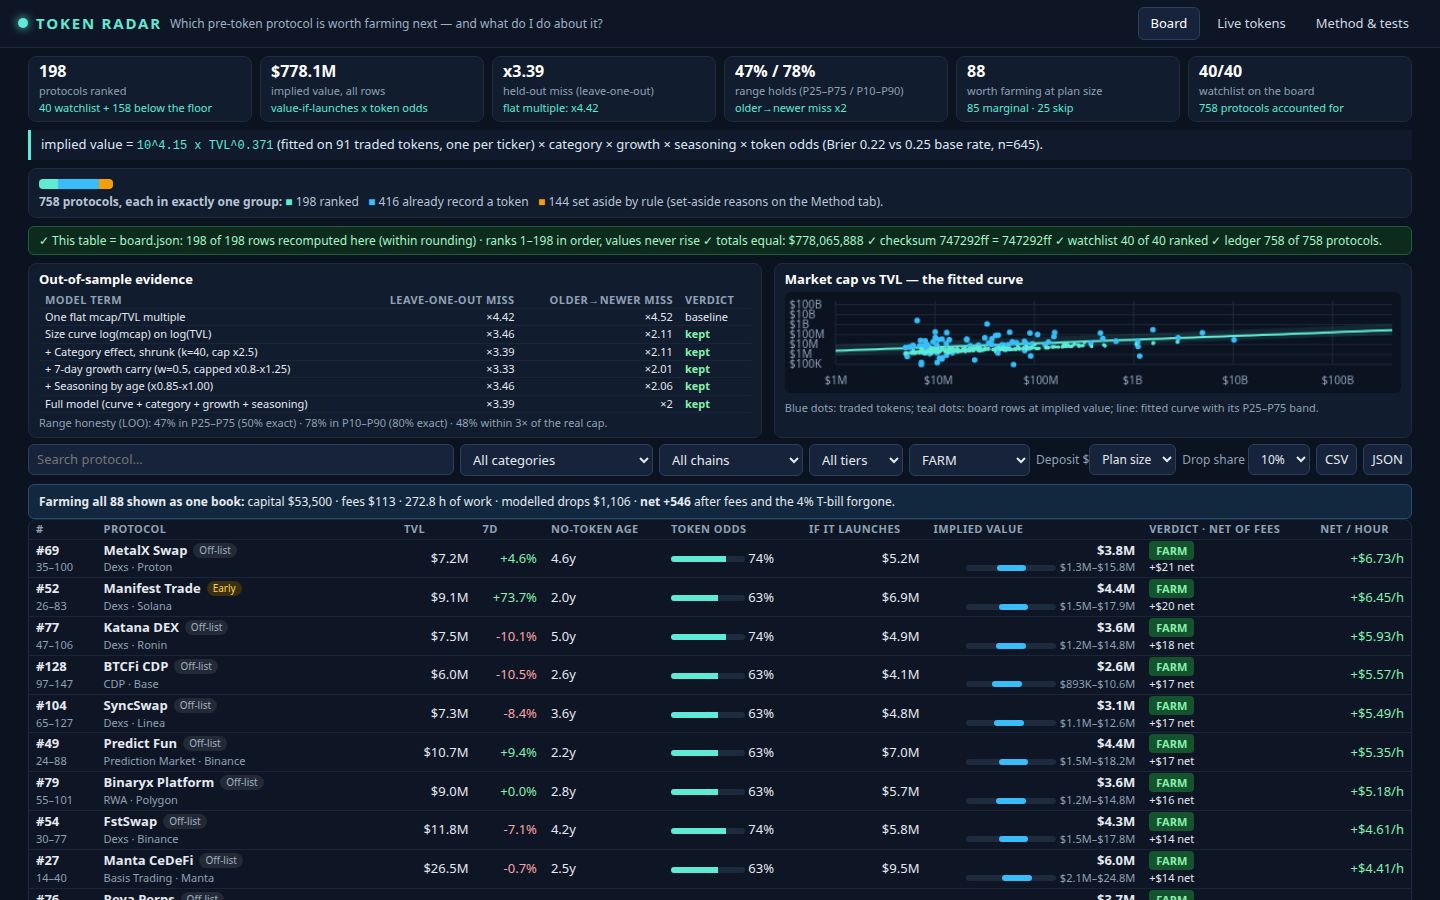 TOKEN RADAR Which pre-token protocol is worth farming next — and what do I do about it? Board Live tokens Method & tests
198 $778.1M x3.39 47% / 78% 88 40/40
protocols ranked implied value, all rows held-out miss (leave-one-out) range holds (P25–P75 / P10–P90) worth farming at plan size watchlist on the board
40 watchlist + 158 below the floor value-if-launches x token odds flat multiple: x4.42 older→newer miss x2 85 marginal · 25 skip 758 protocols accounted for
implied value = 10^4.15 x TVL^0.371 (fitted on 91 traded tokens, one per ticker) × category × growth × seasoning × token odds (Brier 0.22 vs 0.25 base rate, n=645).
758 protocols, each in exactly one group: 198 ranked 416 already record a token 144 set aside by rule (set-aside reasons on the Method tab).
✓ This table = board.json: 198 of 198 rows recomputed here (within rounding) · ranks 1–198 in order, values never rise ✓ totals equal: $778,065,888 ✓ checksum 747292ff = 747292ff ✓ watchlist 40 of 40 ranked ✓ ledger 758 of 758 protocols.
Out-of-sample evidence
MODEL TERM LEAVE-ONE-OUT MISS OLDER→NEWER MISS VERDICT
One flat mcap/TVL multiple ×4.42 ×4.52 baseline
Size curve log(mcap) on log(TVL) ×3.46 ×2.11 kept
+ Category effect, shrunk (k=40, cap x2.5) ×3.39 ×2.11 kept
+ 7-day growth carry (w=0.5, capped x0.8-x1.25) ×3.33 ×2.01 kept
+ Seasoning by age (x0.85-x1.00) ×3.46 ×2.06 kept
Full model (curve + category + growth + seasoning) ×3.39 ×2 kept
Range honesty (LOO): 47% in P25–P75 (50% exact) · 78% in P10–P90 (80% exact) · 48% within 3× of the real cap.
Market cap vs TVL — the fitted curve
$100B
$10B
$1B
$100M
$10M
$1M
$100K
$1M $10M $100M $1B $10B $100B
Blue dots: traded tokens; teal dots: board rows at implied value; line: fitted curve with its P25–P75 band.
Search protocol... All categories All chains All tiers FARM Deposit $ Plan size Drop share 10% CSV JSON
Farming all 88 shown as one book: capital $53,500 · fees $113 · 272.8 h of work · modelled drops $1,106 · net +546 after fees and the 4% T-bill forgone.
# PROTOCOL TVL 7D NO-TOKEN AGE TOKEN ODDS IF IT LAUNCHES IMPLIED VALUE VERDICT · NET OF FEES NET / HOUR
#69 MetalX Swap Off-list $7.2M +4.6% 4.6y 74% $5.2M $3.8M FARM +$6.73/h
35–100 Dexs · Proton $1.3M–$15.8M +$21 net
#52 Manifest Trade Early $9.1M +73.7% 2.0y 63% $6.9M $4.4M FARM +$6.45/h
26–83 Dexs · Solana $1.5M–$17.9M +$20 net
#77 Katana DEX Off-list $7.5M -10.1% 5.0y 74% $4.9M $3.6M FARM +$5.93/h
47–106 Dexs · Ronin $1.2M–$14.8M +$18 net
#128 BTCFi CDP Off-list $6.0M -10.5% 2.6y 63% $4.1M $2.6M FARM +$5.57/h
97–147 CDP · Base $893K–$10.6M +$17 net
#104 SyncSwap Off-list $7.3M -8.4% 3.6y 63% $4.8M $3.1M FARM +$5.49/h
65–127 Dexs · Linea $1.1M–$12.6M +$17 net
#49 Predict Fun Off-list $10.7M +9.4% 2.2y 63% $7.0M $4.4M FARM +$5.35/h
24–88 Prediction Market · Binance $1.5M–$18.2M +$17 net
#79 Binaryx Platform Off-list $9.0M +0.0% 2.8y 63% $5.7M $3.6M FARM +$5.18/h
55–101 RWA · Polygon $1.2M–$14.8M +$16 net
#54 FstSwap Off-list $11.8M -7.1% 4.2y 74% $5.8M $4.3M FARM +$4.61/h
30–77 Dexs · Binance $1.5M–$17.8M +$14 net
#27 Manta CeDeFi Off-list $26.5M -0.7% 2.5y 63% $9.5M $6.0M FARM +$4.41/h
14–40 Basis Trading · Manta $2.1M–$24.8M +$14 net
#76 Reya Perps Off-list $3.7M FARM